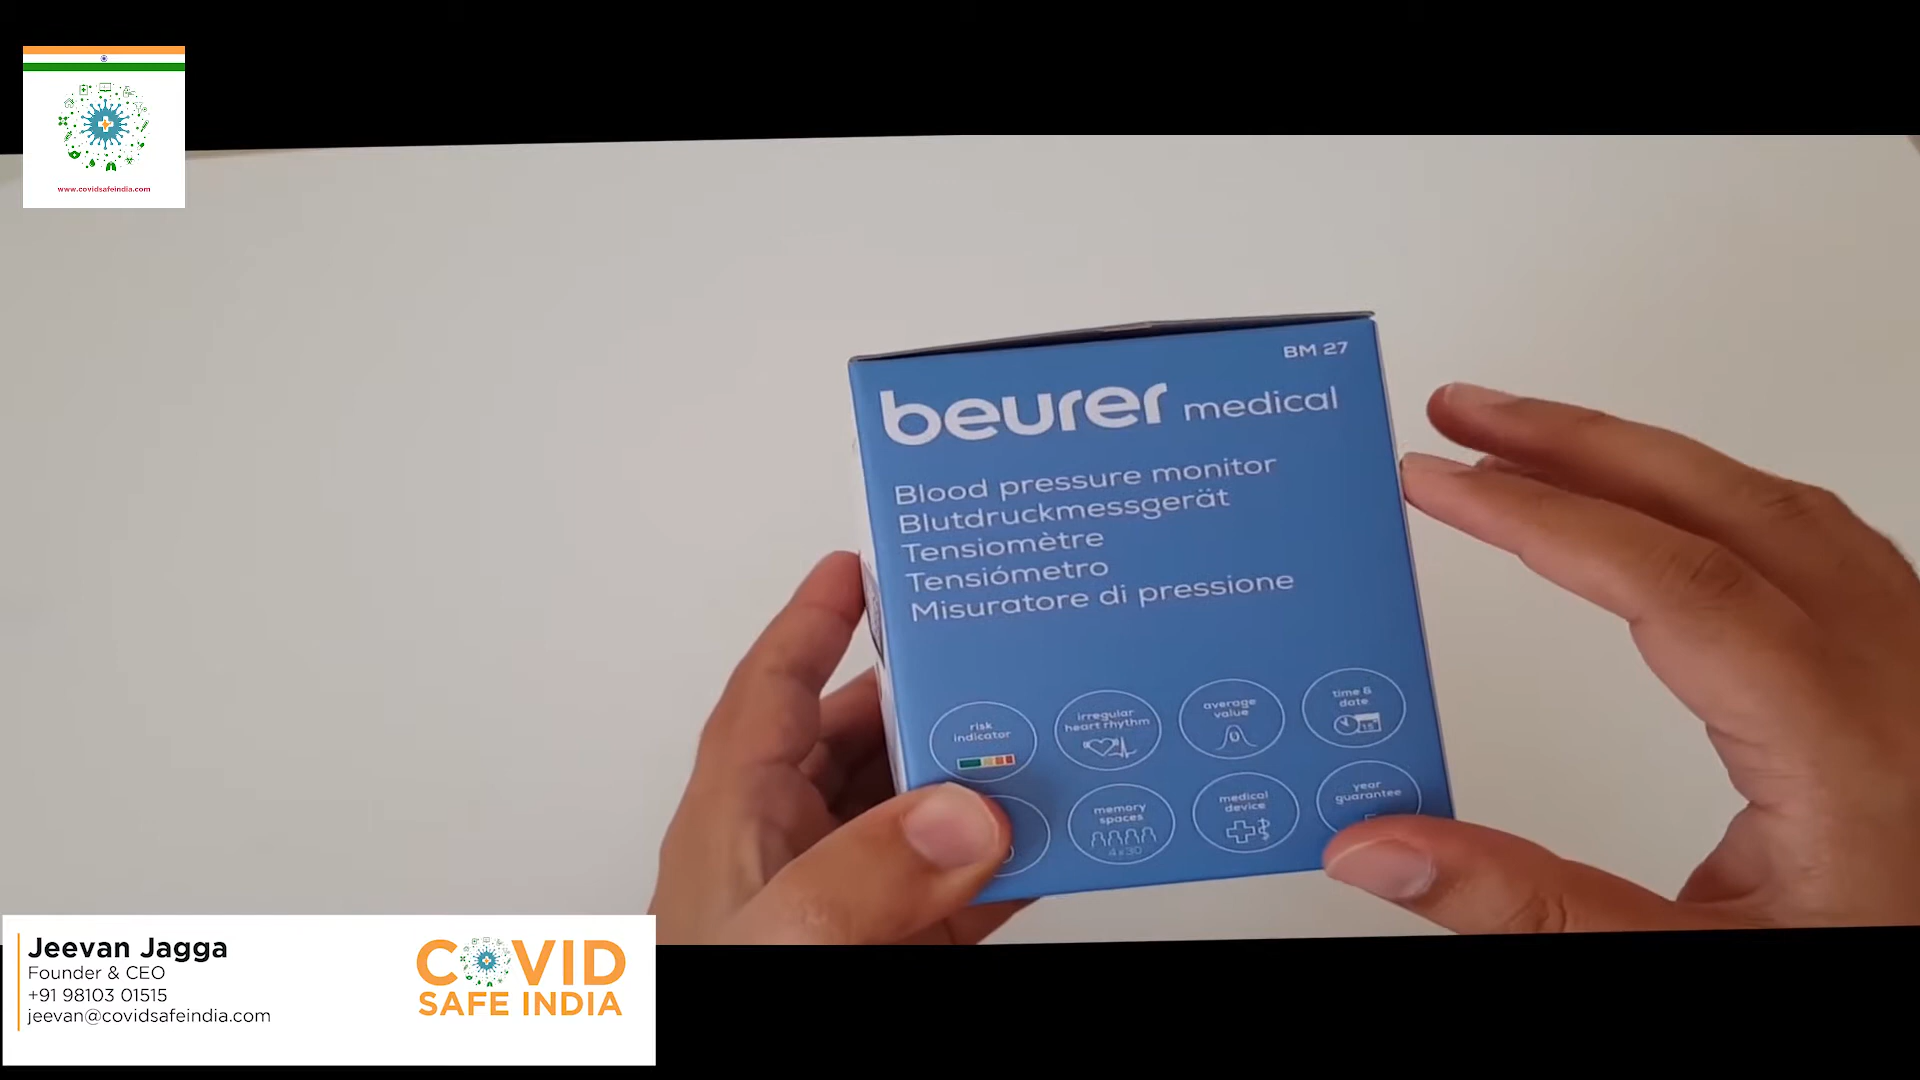 www.covidsafeindia.com
BM 27
beurer medical
Blood pressure monitor
Blutdruckmessgerät
Tensiomètre
Tensiómetro
Misuratore di pressione
risk
indicator
irregular
heart rhythm
average
value
time &
date
15
memory
spaces
4x30
medical
device
year
guarantee
Jeevan Jagga
Founder & CEO
+91 98103 01515
jeevan@covidsafeindia.com
COVID
SAFE INDIA